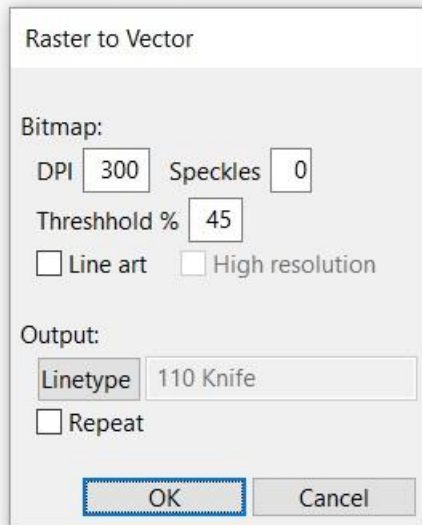 Raster to Vector
Bitmap:
DPI 300 Speckles 0
Threshhold % 45
Line art High resolution
Output:
Linetype 110 Knife
Repeat
OK Cancel